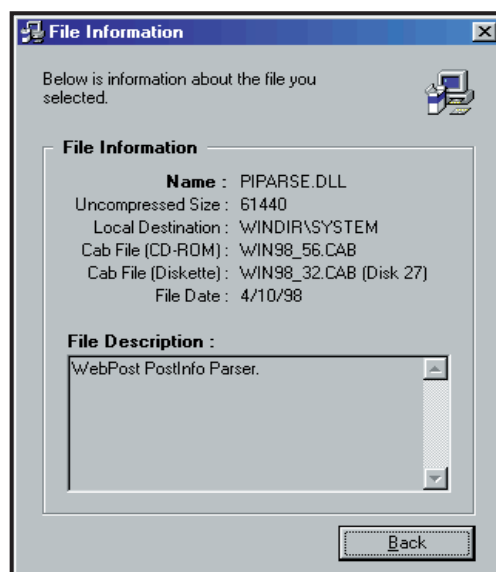 File Information
Below is information about the file you
selected.
File Information
Name : PIPARSE.DLL
Uncompressed Size : 61440
Local Destination : WINDIR\SYSTEM
Cab File (CD-ROM) : WIN98_56.CAB
Cab File (Diskette) : WIN98_32.CAB (Disk 27)
File Date : 4/10/98
File Description :
WebPost PostInfo Parser.
Back